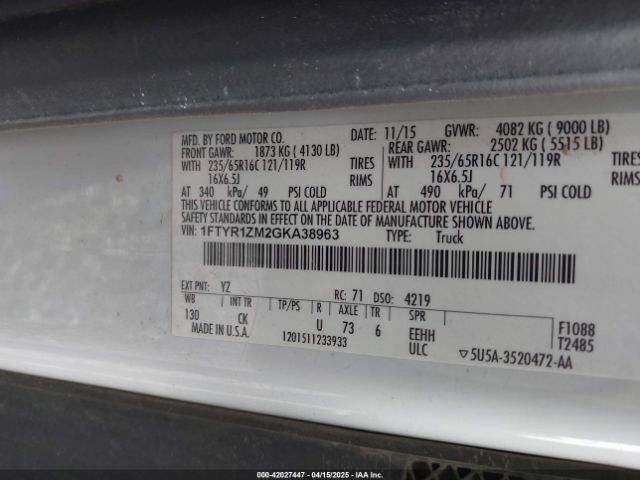 MFD. BY FORD MOTOR CO. 11/15 GVWR: 4082 KG ( 9000 LB)
FRONT GAWR: 1873 KG ( 4130 LB) REAR GAWR: 2502 KG ( 5515 LB)
WITH 235/65R16C 121/119R TIRES WITH 235/65R16C 121/119R TIRES
16X6.5J RIMS 16X6.5J RIMS
AT 340 kPa/ 49 PSI COLD AT 490 kPa/ 71 PSI COLD
THIS VEHICLE CONFORMS TO ALL APPLICABLE FEDERAL MOTOR VEHICLE
SAFETY STANDARDS IN EFFECT ON THE DATE OF MANUFACTURE SHOWN ABOVE.
VIN: 1FTYR1ZM2GKA38963 TYPE: Truck
EXT PNT: YZ RC: 71 DSO: 4219
WB INT TR TP/PS R AXLE TR SPR F1088
130 CK U 73 6 EEHH T2485
MADE IN U.S.A. 1201511233933 ULC ▽5U5A-3520472-AA
000-42027447 - 04/15/2025 - IAAI